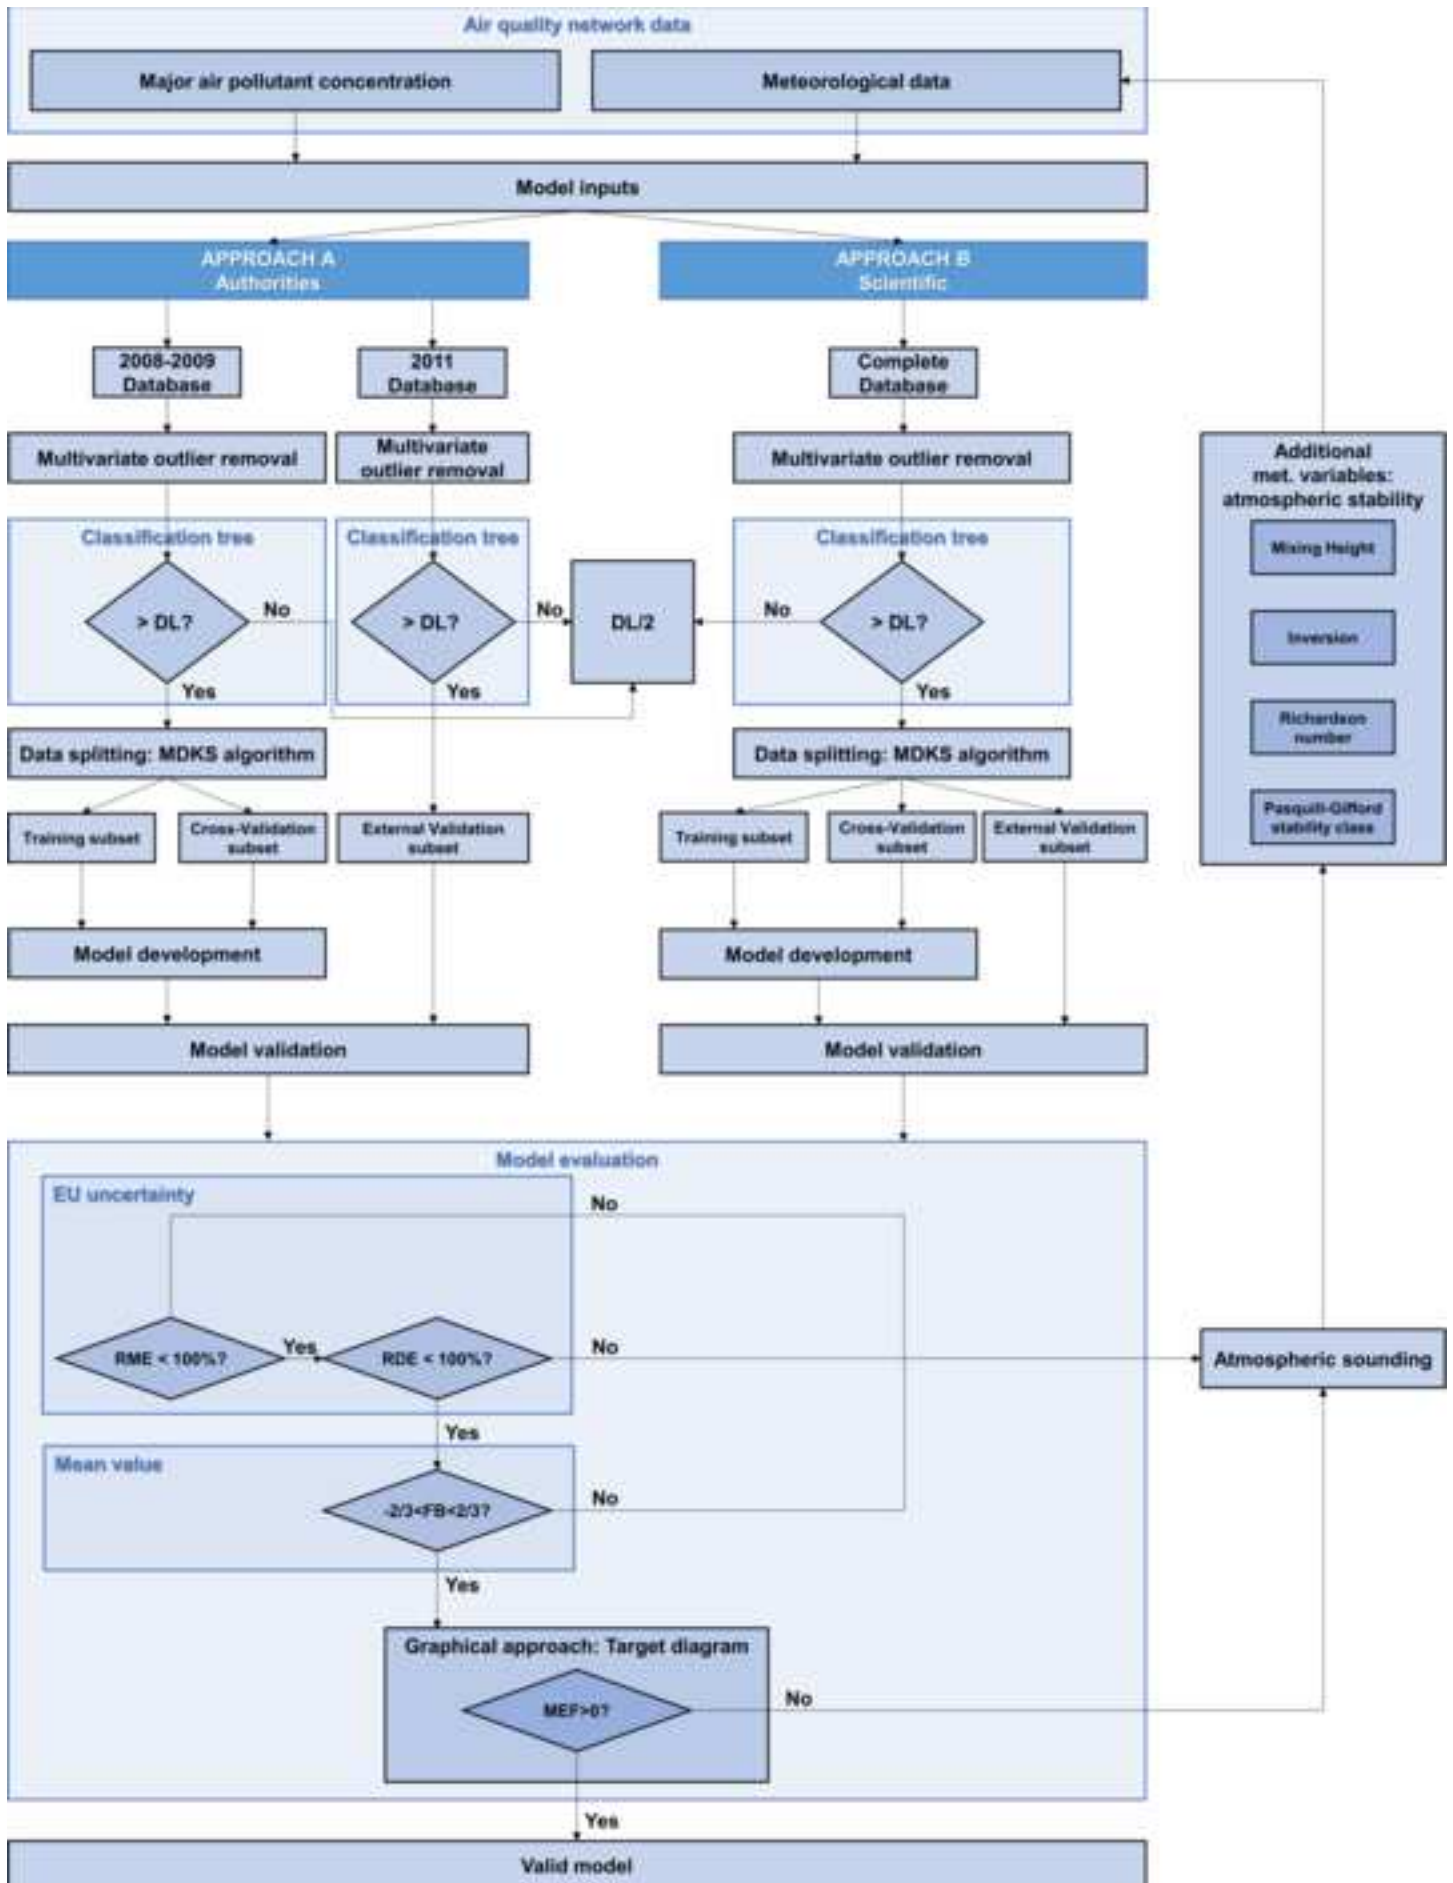 Air quality network data
Major air pollutant concentration
Meteorological data
Model inputs
APPROACH A
Authorities
APPROACH B
Scientific
2008-2009
Database
2011
Database
Complete
Database
Multivariate outlier removal
Multivariate
outlier removal
Multivariate outlier removal
Additional
met. variables:
atmospheric stability
Mixing Height
Inversion
Richardson
number
Pasquill-Gifford
stability class
Classification tree
> DL?
No
Yes
Classification tree
> DL?
No
Yes
DL/2
Classification tree
> DL?
No
Yes
Data splitting: MDKS algorithm
Data splitting: MDKS algorithm
Training subset
Cross-Validation
subset
External Validation
subset
Training subset
Cross-Validation
subset
External Validation
subset
Model development
Model development
Model validation
Model validation
Model evaluation
EU uncertainty
No
RME < 100%?
Yes
RDE < 100%?
No
Atmospheric sounding
Yes
Mean value
-2/3<FB<2/3?
No
Yes
Graphical approach: Target diagram
MEF>0?
No
Yes
Valid model